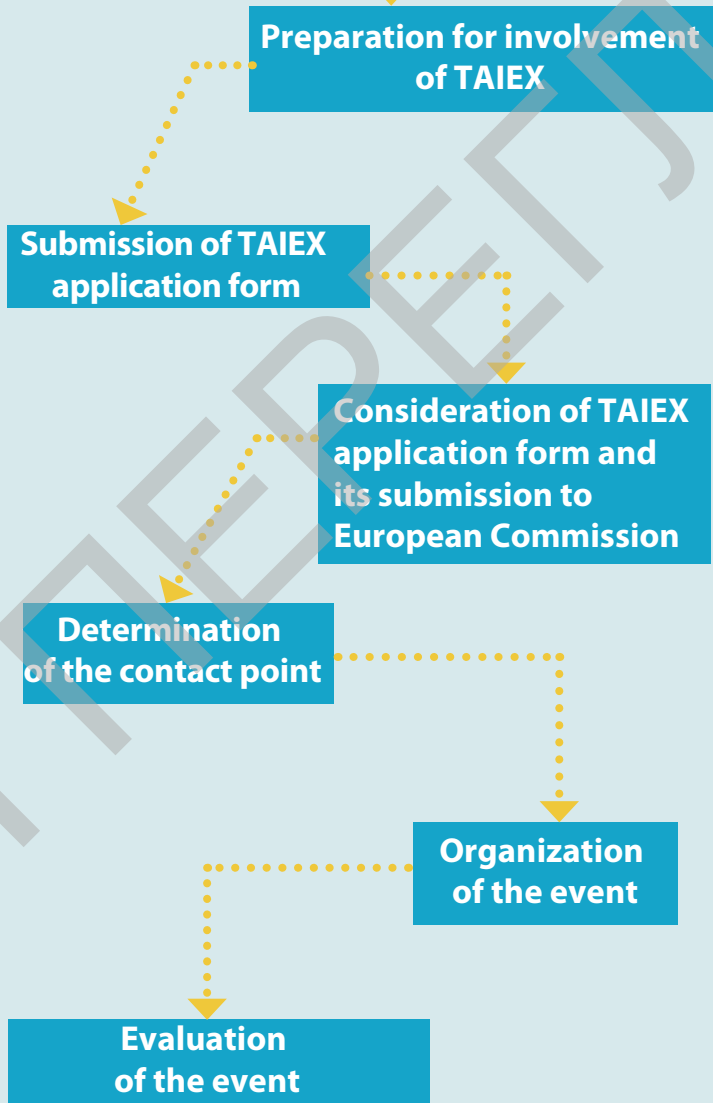 Preparation for involvement
of TAIEX
Submission of TAIEX
application form
Consideration of TAIEX
application form and
its submission to
European Commission
Determination
of the contact point
Organization
of the event
Evaluation
of the event